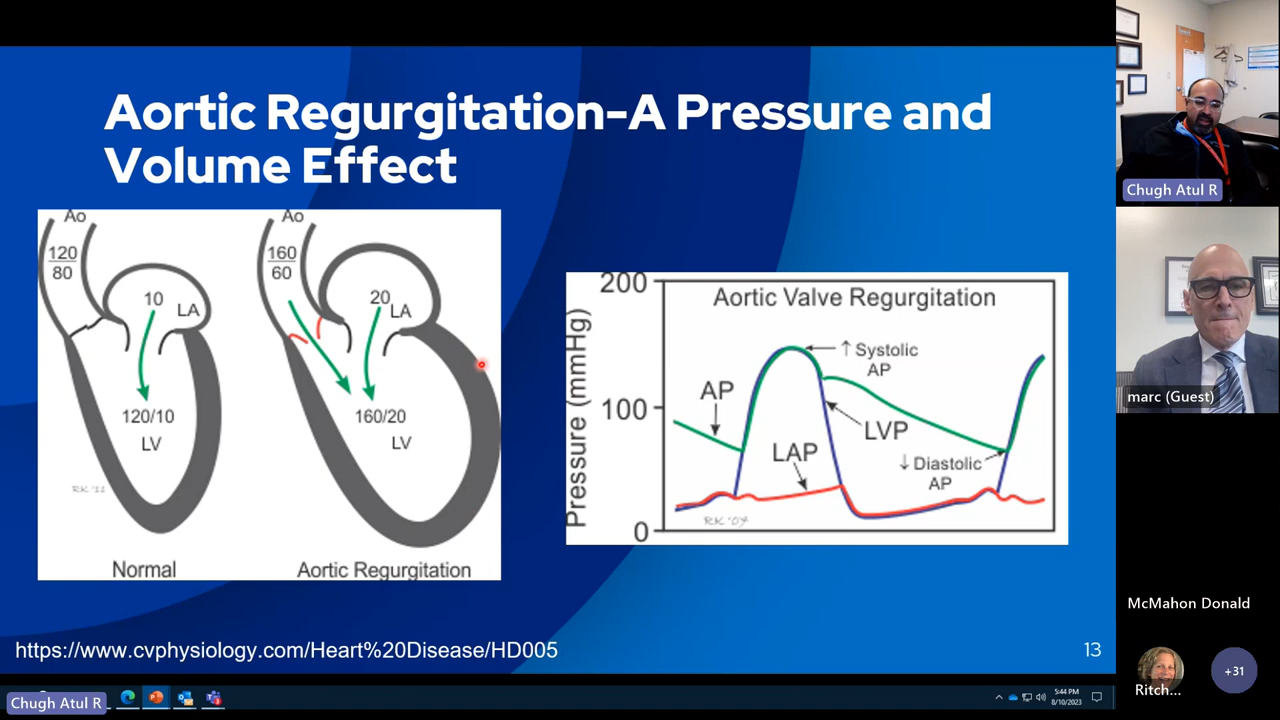 Aortic Regurgitation-A Pressure and
Volume Effect
Ao
120
80
10
LA
120/10
LV
RK '11
Normal
Ao
160
60
20
LA
160/20
LV
Aortic Regurgitation
200
100
0
Pressure (mmHg)
Aortic Valve Regurgitation
↑ Systolic
AP
AP
LAP
LVP
↓ Diastolic
AP
RK '07
https://www.cvphysiology.com/Heart%20Disease/HD005
13
Chugh Atul R
marc (Guest)
McMahon Donald
Ritch...
+31
Chugh Atul R
5:44 PM
8/10/2023